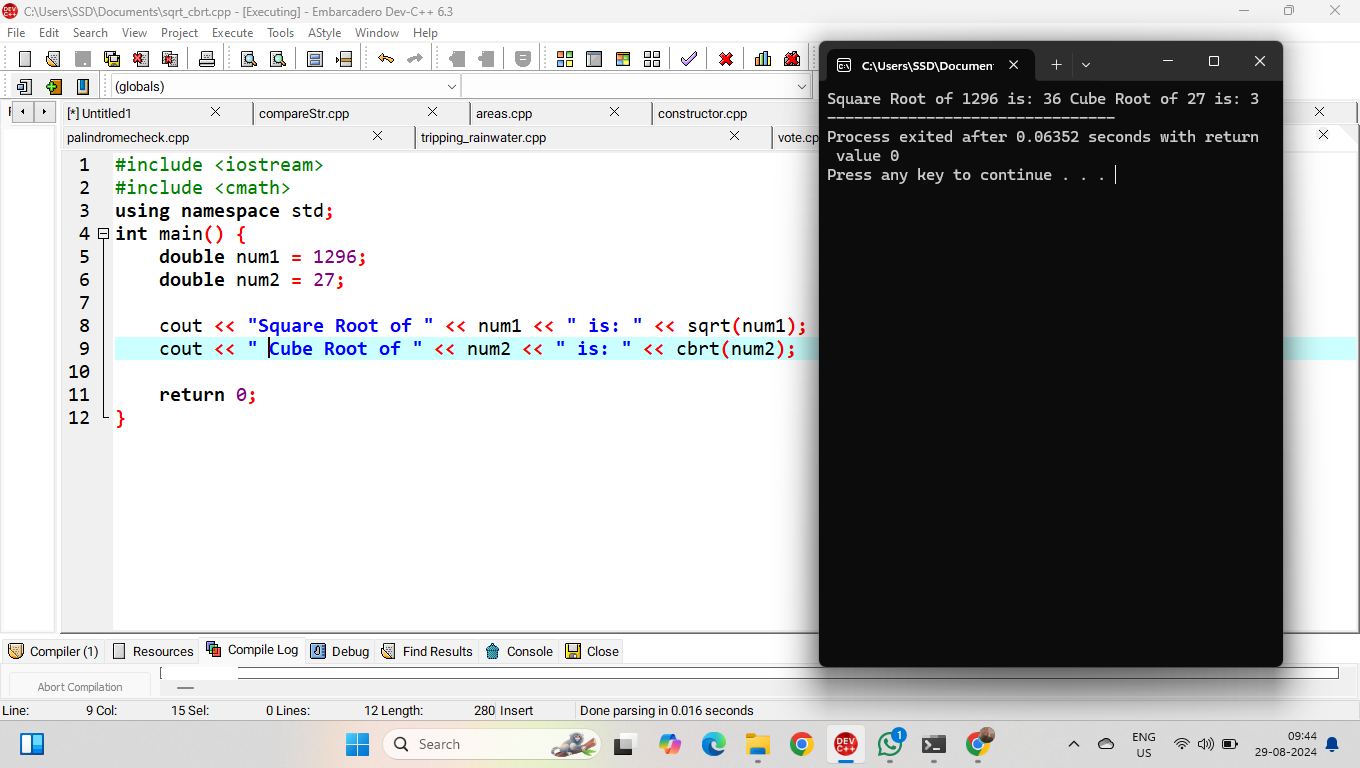 C:\Users\SSD\Documents\sqrt_cbrt.cpp - [Executing] - Embarcadero Dev-C++ 6.3
File Edit Search View Project Execute Tools AStyle Window Help
(globals)
[*] Untitled1 compareStr.cpp areas.cpp constructor.cpp
palindromecheck.cpp tripping_rainwater.cpp vote.cp
1 #include <iostream>
2 #include <cmath>
3 using namespace std;
4 int main() {
5 double num1 = 1296;
6 double num2 = 27;
7
8 cout << "Square Root of " << num1 << " is: " << sqrt(num1);
9 cout << " Cube Root of " << num2 << " is: " << cbrt(num2);
10
11 return 0;
12 }
C:\Users\SSD\Documen
Square Root of 1296 is: 36 Cube Root of 27 is: 3
--------------------------------
Process exited after 0.06352 seconds with return
value 0
Press any key to continue . . .
Compiler (1) Resources Compile Log Debug Find Results Console Close
Abort Compilation
Line: 9 Col: 15 Sel: 0 Lines: 12 Length: 280 Insert Done parsing in 0.016 seconds
Search
DEV
C++
1
ENG
US
09:44
29-08-2024